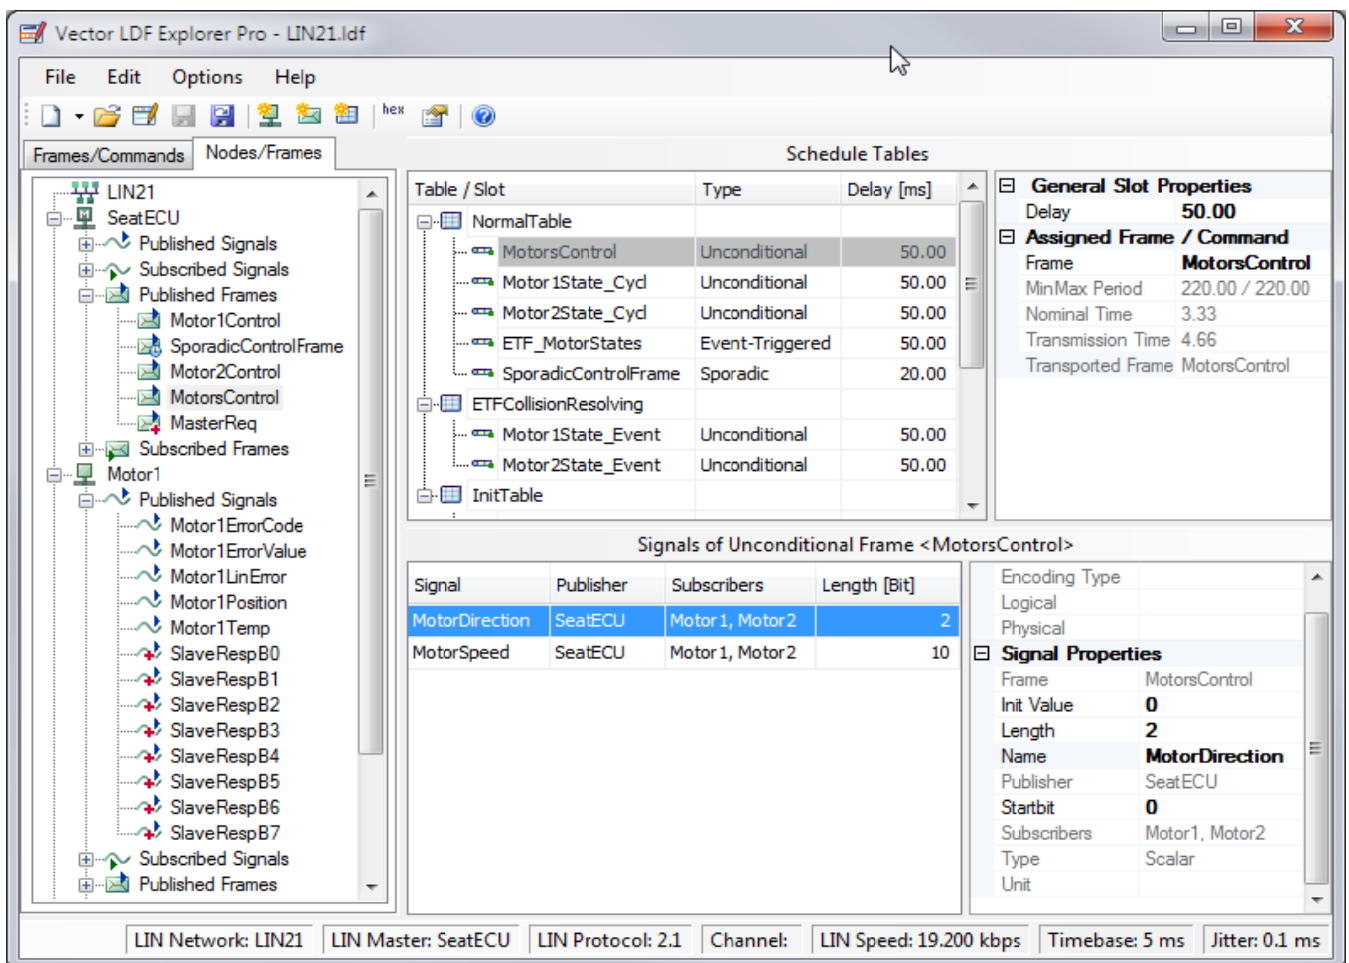 Vector LDF Explorer Pro - LIN21.ldf
File Edit Options Help
hex
Frames/Commands Nodes/Frames
LIN21
SeatECU
Published Signals
Subscribed Signals
Published Frames
Motor1Control
SporadicControlFrame
Motor2Control
MotorsControl
MasterReq
Subscribed Frames
Motor1
Published Signals
Motor1ErrorCode
Motor1ErrorValue
Motor1LinError
Motor1Position
Motor1Temp
SlaveRespB0
SlaveRespB1
SlaveRespB2
SlaveRespB3
SlaveRespB4
SlaveRespB5
SlaveRespB6
SlaveRespB7
Subscribed Signals
Published Frames
Schedule Tables
Table / Slot Type Delay [ms]
NormalTable
MotorsControl Unconditional 50.00
Motor1State_Cycl Unconditional 50.00
Motor2State_Cycl Unconditional 50.00
ETF_MotorStates Event-Triggered 50.00
SporadicControlFrame Sporadic 20.00
ETFCollisionResolving
Motor1State_Event Unconditional 50.00
Motor2State_Event Unconditional 50.00
InitTable
General Slot Properties
Delay 50.00
Assigned Frame / Command
Frame MotorsControl
MinMax Period 220.00 / 220.00
Nominal Time 3.33
Transmission Time 4.66
Transported Frame MotorsControl
Signals of Unconditional Frame <MotorsControl>
Signal Publisher Subscribers Length [Bit]
MotorDirection SeatECU Motor1, Motor2 2
MotorSpeed SeatECU Motor1, Motor2 10
Encoding Type
Logical
Physical
Signal Properties
Frame MotorsControl
Init Value 0
Length 2
Name MotorDirection
Publisher SeatECU
Startbit 0
Subscribers Motor1, Motor2
Type Scalar
Unit
LIN Network: LIN21 LIN Master: SeatECU LIN Protocol: 2.1 Channel: LIN Speed: 19.200 kbps Timebase: 5 ms Jitter: 0.1 ms